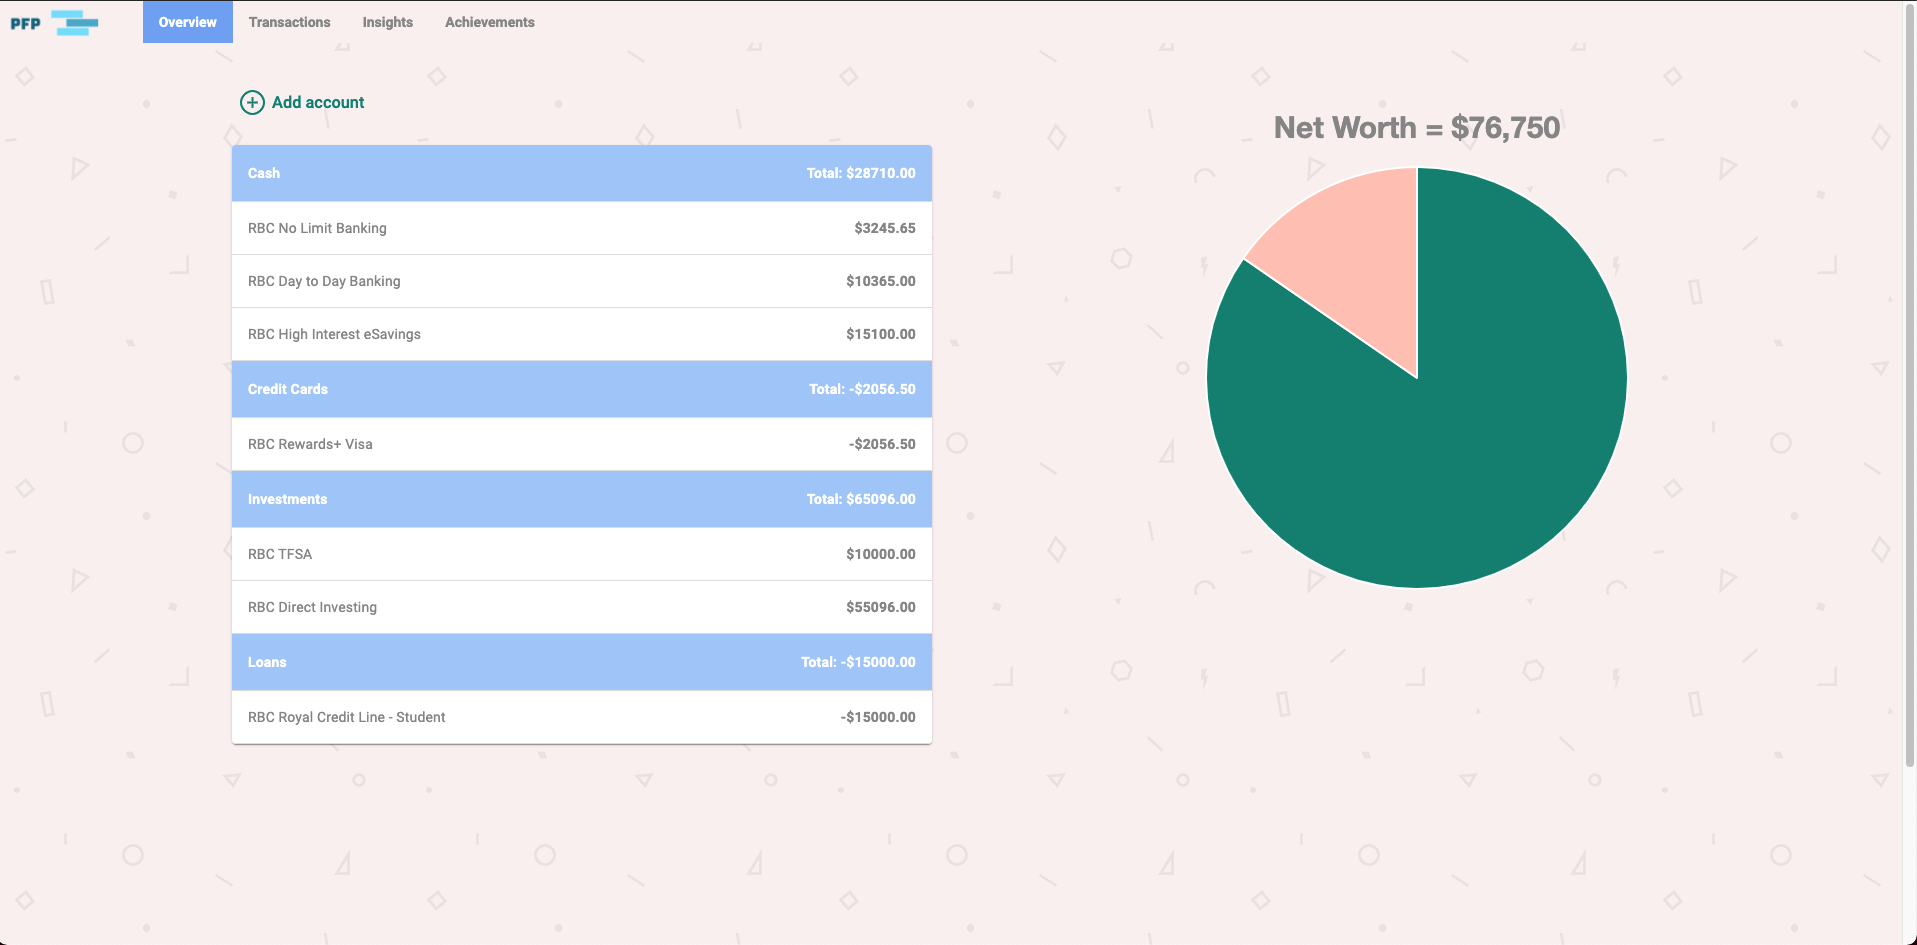 PFP
Overview Transactions Insights Achievements
Add account
Net Worth = $76,750
Cash Total: $28710.00
RBC No Limit Banking $3245.65
RBC Day to Day Banking $10365.00
RBC High Interest eSavings $15100.00
Credit Cards Total: -$2056.50
RBC Rewards+ Visa -$2056.50
Investments Total: $65096.00
RBC TFSA $10000.00
RBC Direct Investing $55096.00
Loans Total: -$15000.00
RBC Royal Credit Line - Student -$15000.00